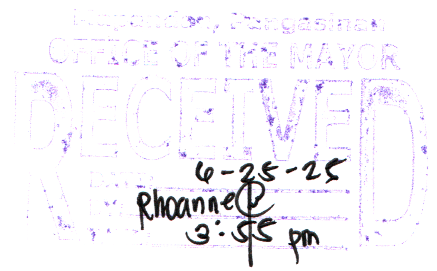 Pangasinan
OFFICE OF THE MAYOR
RECEIVED
6-25-25
Rhoanne
3:55 pm